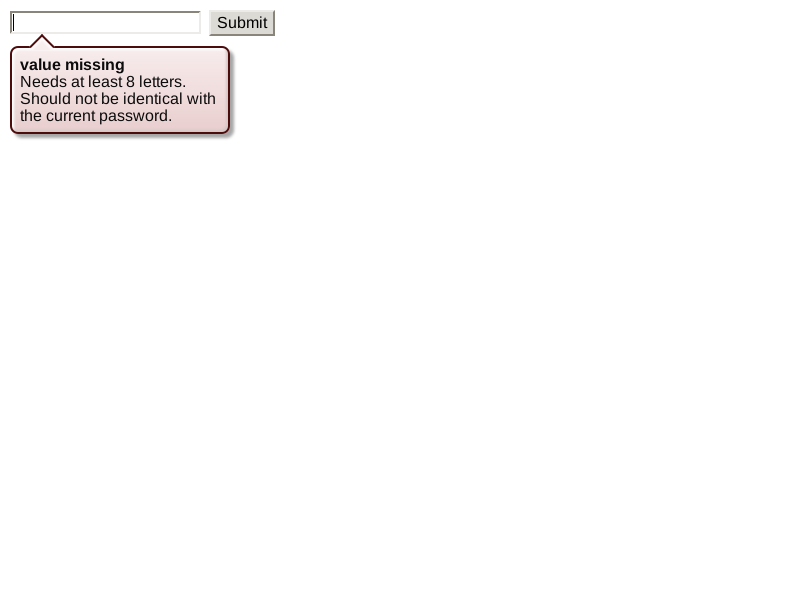 Submit
value missing
Needs at least 8 letters.
Should not be identical with
the current password.